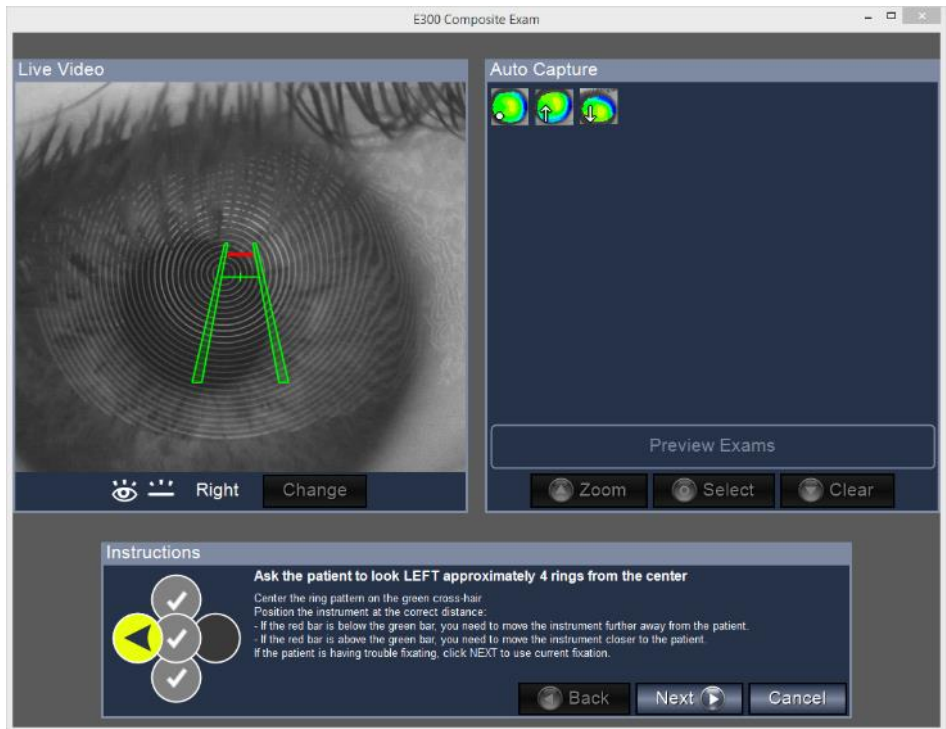 E300 Composite Exam
Live Video
Auto Capture
Preview Exams
Right
Change
Zoom
Select
Clear
Instructions
Ask the patient to look LEFT approximately 4 rings from the center
Center the ring pattern on the green cross-hair
Position the instrument at the correct distance:
- If the red bar is below the green bar, you need to move the instrument further away from the patient.
- If the red bar is above the green bar, you need to move the instrument closer to the patient.
If the patient is having trouble fixating, click NEXT to use current fixation.
Back
Next
Cancel